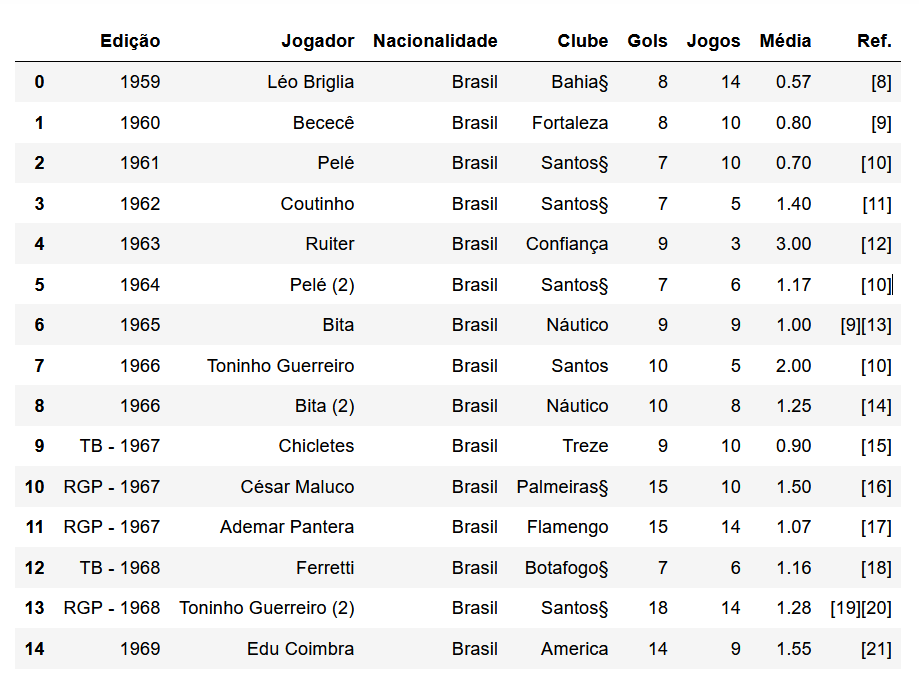 Edição Jogador Nacionalidade Clube Gols Jogos Média Ref.
0 1959 Léo Briglia Brasil Bahia§ 8 14 0.57 [8]
1 1960 Bececê Brasil Fortaleza 8 10 0.80 [9]
2 1961 Pelé Brasil Santos§ 7 10 0.70 [10]
3 1962 Coutinho Brasil Santos§ 7 5 1.40 [11]
4 1963 Ruiter Brasil Confiança 9 3 3.00 [12]
5 1964 Pelé (2) Brasil Santos§ 7 6 1.17 [10]
6 1965 Bita Brasil Náutico 9 9 1.00 [9][13]
7 1966 Toninho Guerreiro Brasil Santos 10 5 2.00 [10]
8 1966 Bita (2) Brasil Náutico 10 8 1.25 [14]
9 TB - 1967 Chicletes Brasil Treze 9 10 0.90 [15]
10 RGP - 1967 César Maluco Brasil Palmeiras§ 15 10 1.50 [16]
11 RGP - 1967 Ademar Pantera Brasil Flamengo 15 14 1.07 [17]
12 TB - 1968 Ferretti Brasil Botafogo§ 7 6 1.16 [18]
13 RGP - 1968 Toninho Guerreiro (2) Brasil Santos§ 18 14 1.28 [19][20]
14 1969 Edu Coimbra Brasil America 14 9 1.55 [21]